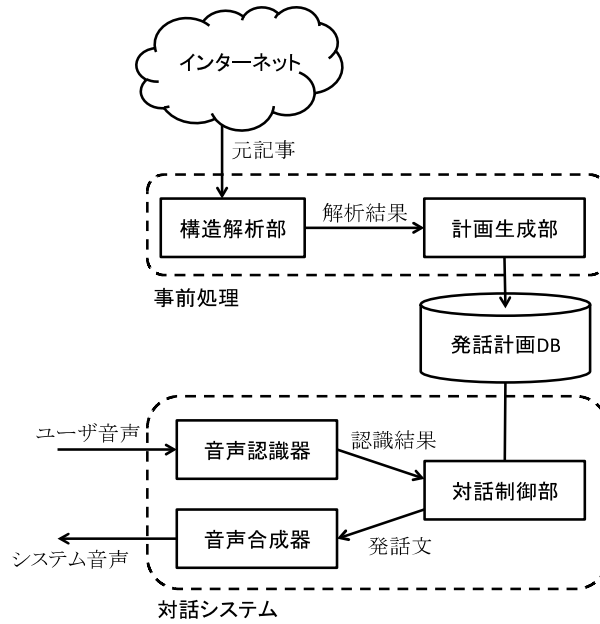 インターネット
元記事
構造解析部
解析結果
計画生成部
事前処理
発話計画DB
ユーザ音声
音声認識器
認識結果
対話制御部
音声合成器
発話文
システム音声
対話システム